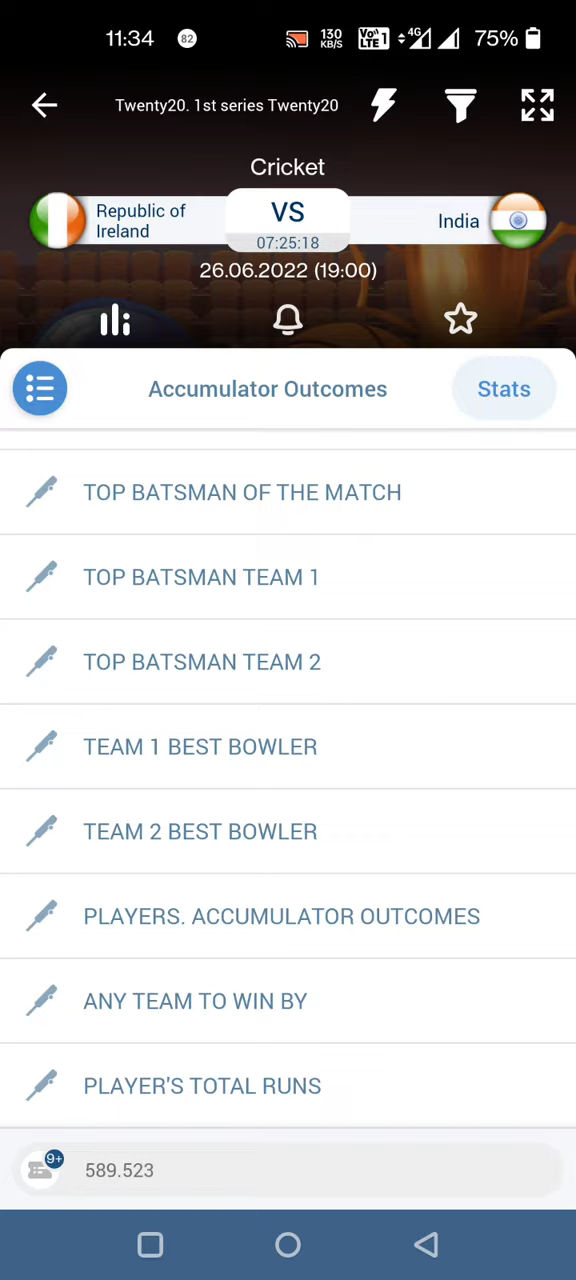 11:34
82
130
KB/S
Vo))
LTE 1
4G
75%
Twenty20. 1st series Twenty20
Cricket
Republic of
Ireland
VS
India
07:25:18
26.06.2022 (19:00)
Accumulator Outcomes
Stats
TOP BATSMAN OF THE MATCH
TOP BATSMAN TEAM 1
TOP BATSMAN TEAM 2
TEAM 1 BEST BOWLER
TEAM 2 BEST BOWLER
PLAYERS. ACCUMULATOR OUTCOMES
ANY TEAM TO WIN BY
PLAYER'S TOTAL RUNS
9+
589.523